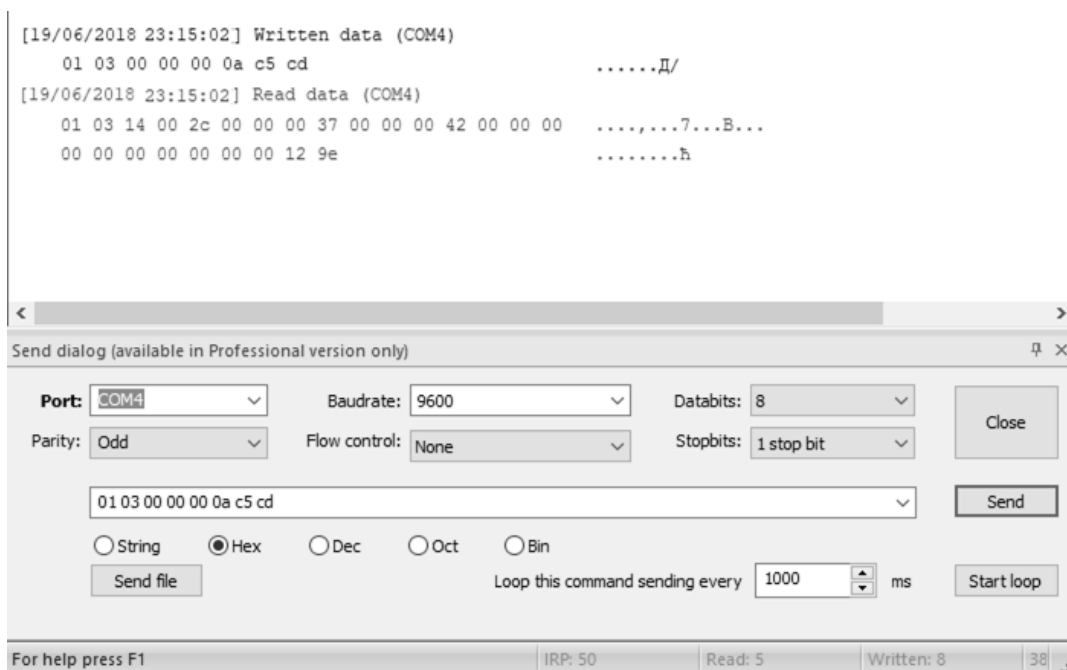 [19/06/2018 23:15:02] Written data (COM4)
01 03 00 00 00 0a c5 cd ......Д/
[19/06/2018 23:15:02] Read data (COM4)
01 03 14 00 2c 00 00 00 37 00 00 00 42 00 00 00 ....,...7...B...
00 00 00 00 00 00 00 12 9e ........ћ
Send dialog (available in Professional version only)
Port: COM4 Baudrate: 9600 Databits: 8 Close
Parity: Odd Flow control: None Stopbits: 1 stop bit
01 03 00 00 00 0a c5 cd Send
String Hex Dec Oct Bin
Send file Loop this command sending every 1000 ms Start loop
For help press F1 IRP: 50 Read: 5 Written: 8 38